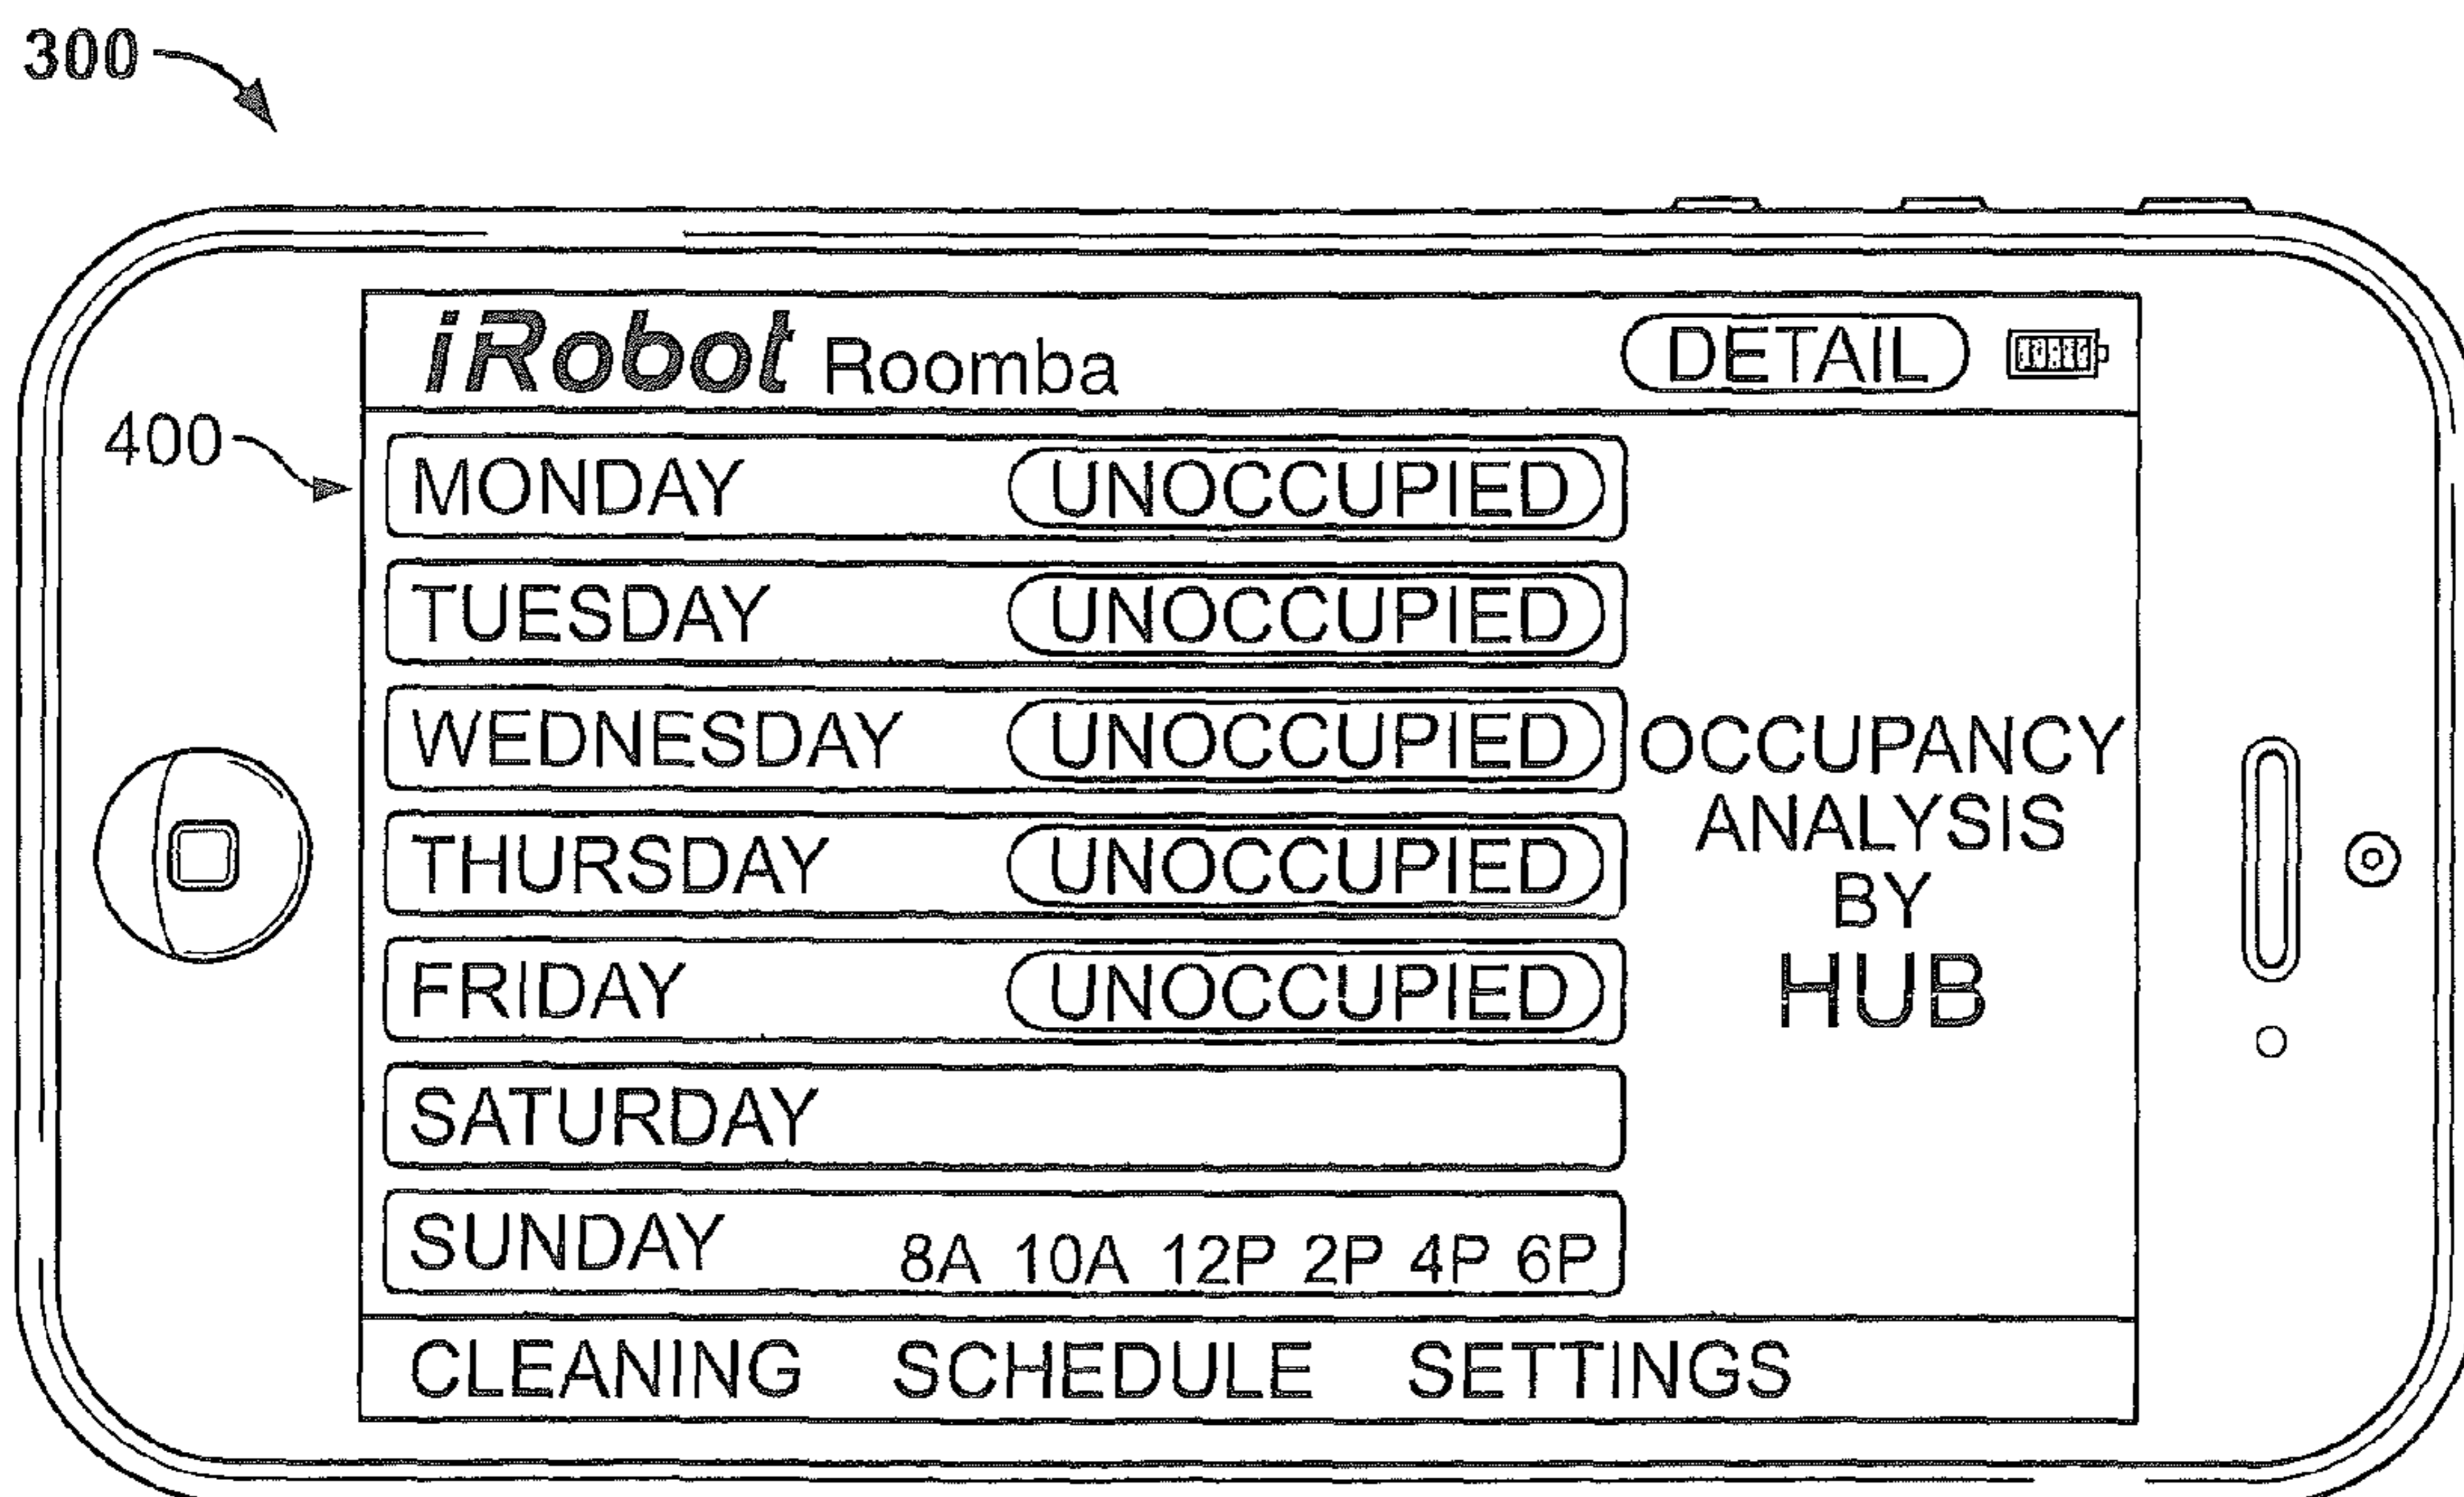 300
iRobot Roomba DETAIL
400
MONDAY UNOCCUPIED
TUESDAY UNOCCUPIED
WEDNESDAY UNOCCUPIED
THURSDAY UNOCCUPIED
FRIDAY UNOCCUPIED
SATURDAY
SUNDAY 8A 10A 12P 2P 4P 6P
OCCUPANCY
ANALYSIS
BY
HUB
CLEANING SCHEDULE SETTINGS